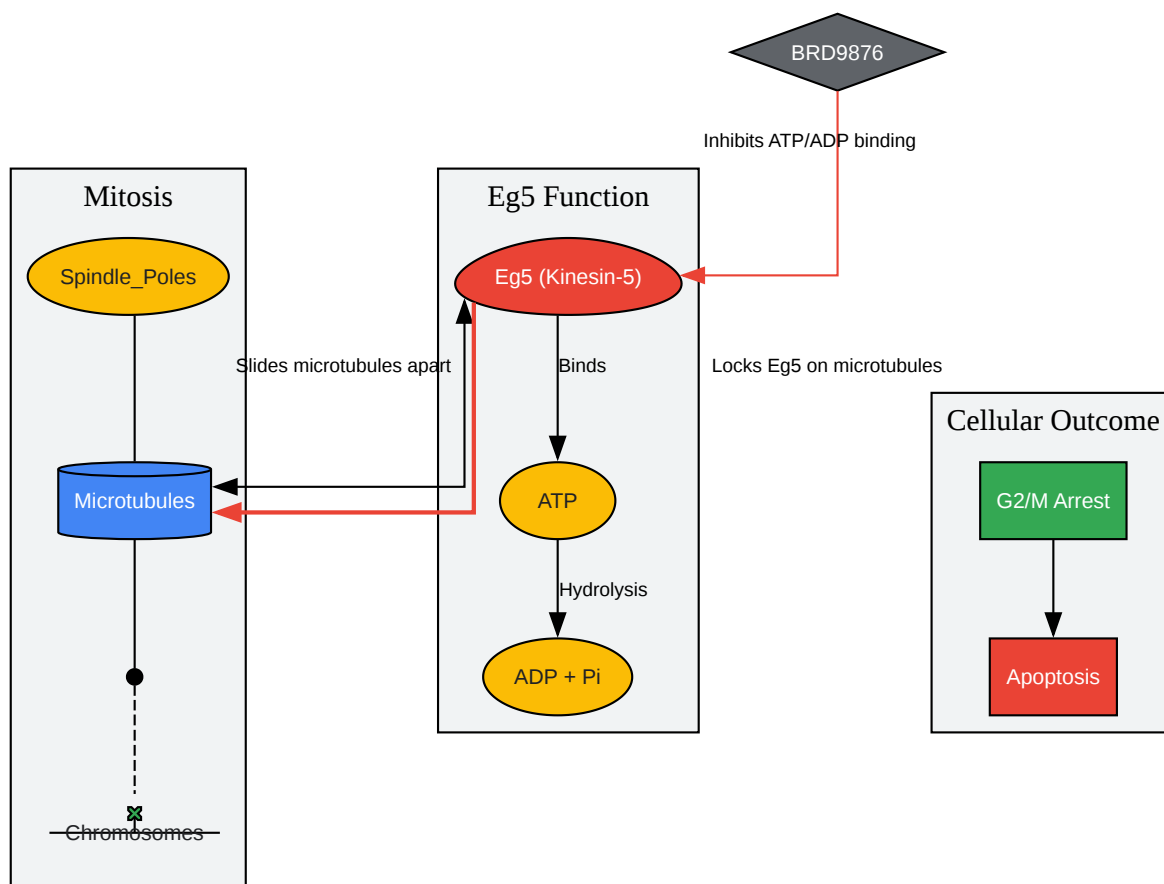 BRD9876
Inhibits ATP/ADP binding
Mitosis
Eg5 Function
Spindle_Poles
Eg5 (Kinesin-5)
Slides microtubules apart
Binds
Locks Eg5 on microtubules
Cellular Outcome
Microtubules
ATP
G2/M Arrest
Hydrolysis
ADP + Pi
Apoptosis
Chromosomes